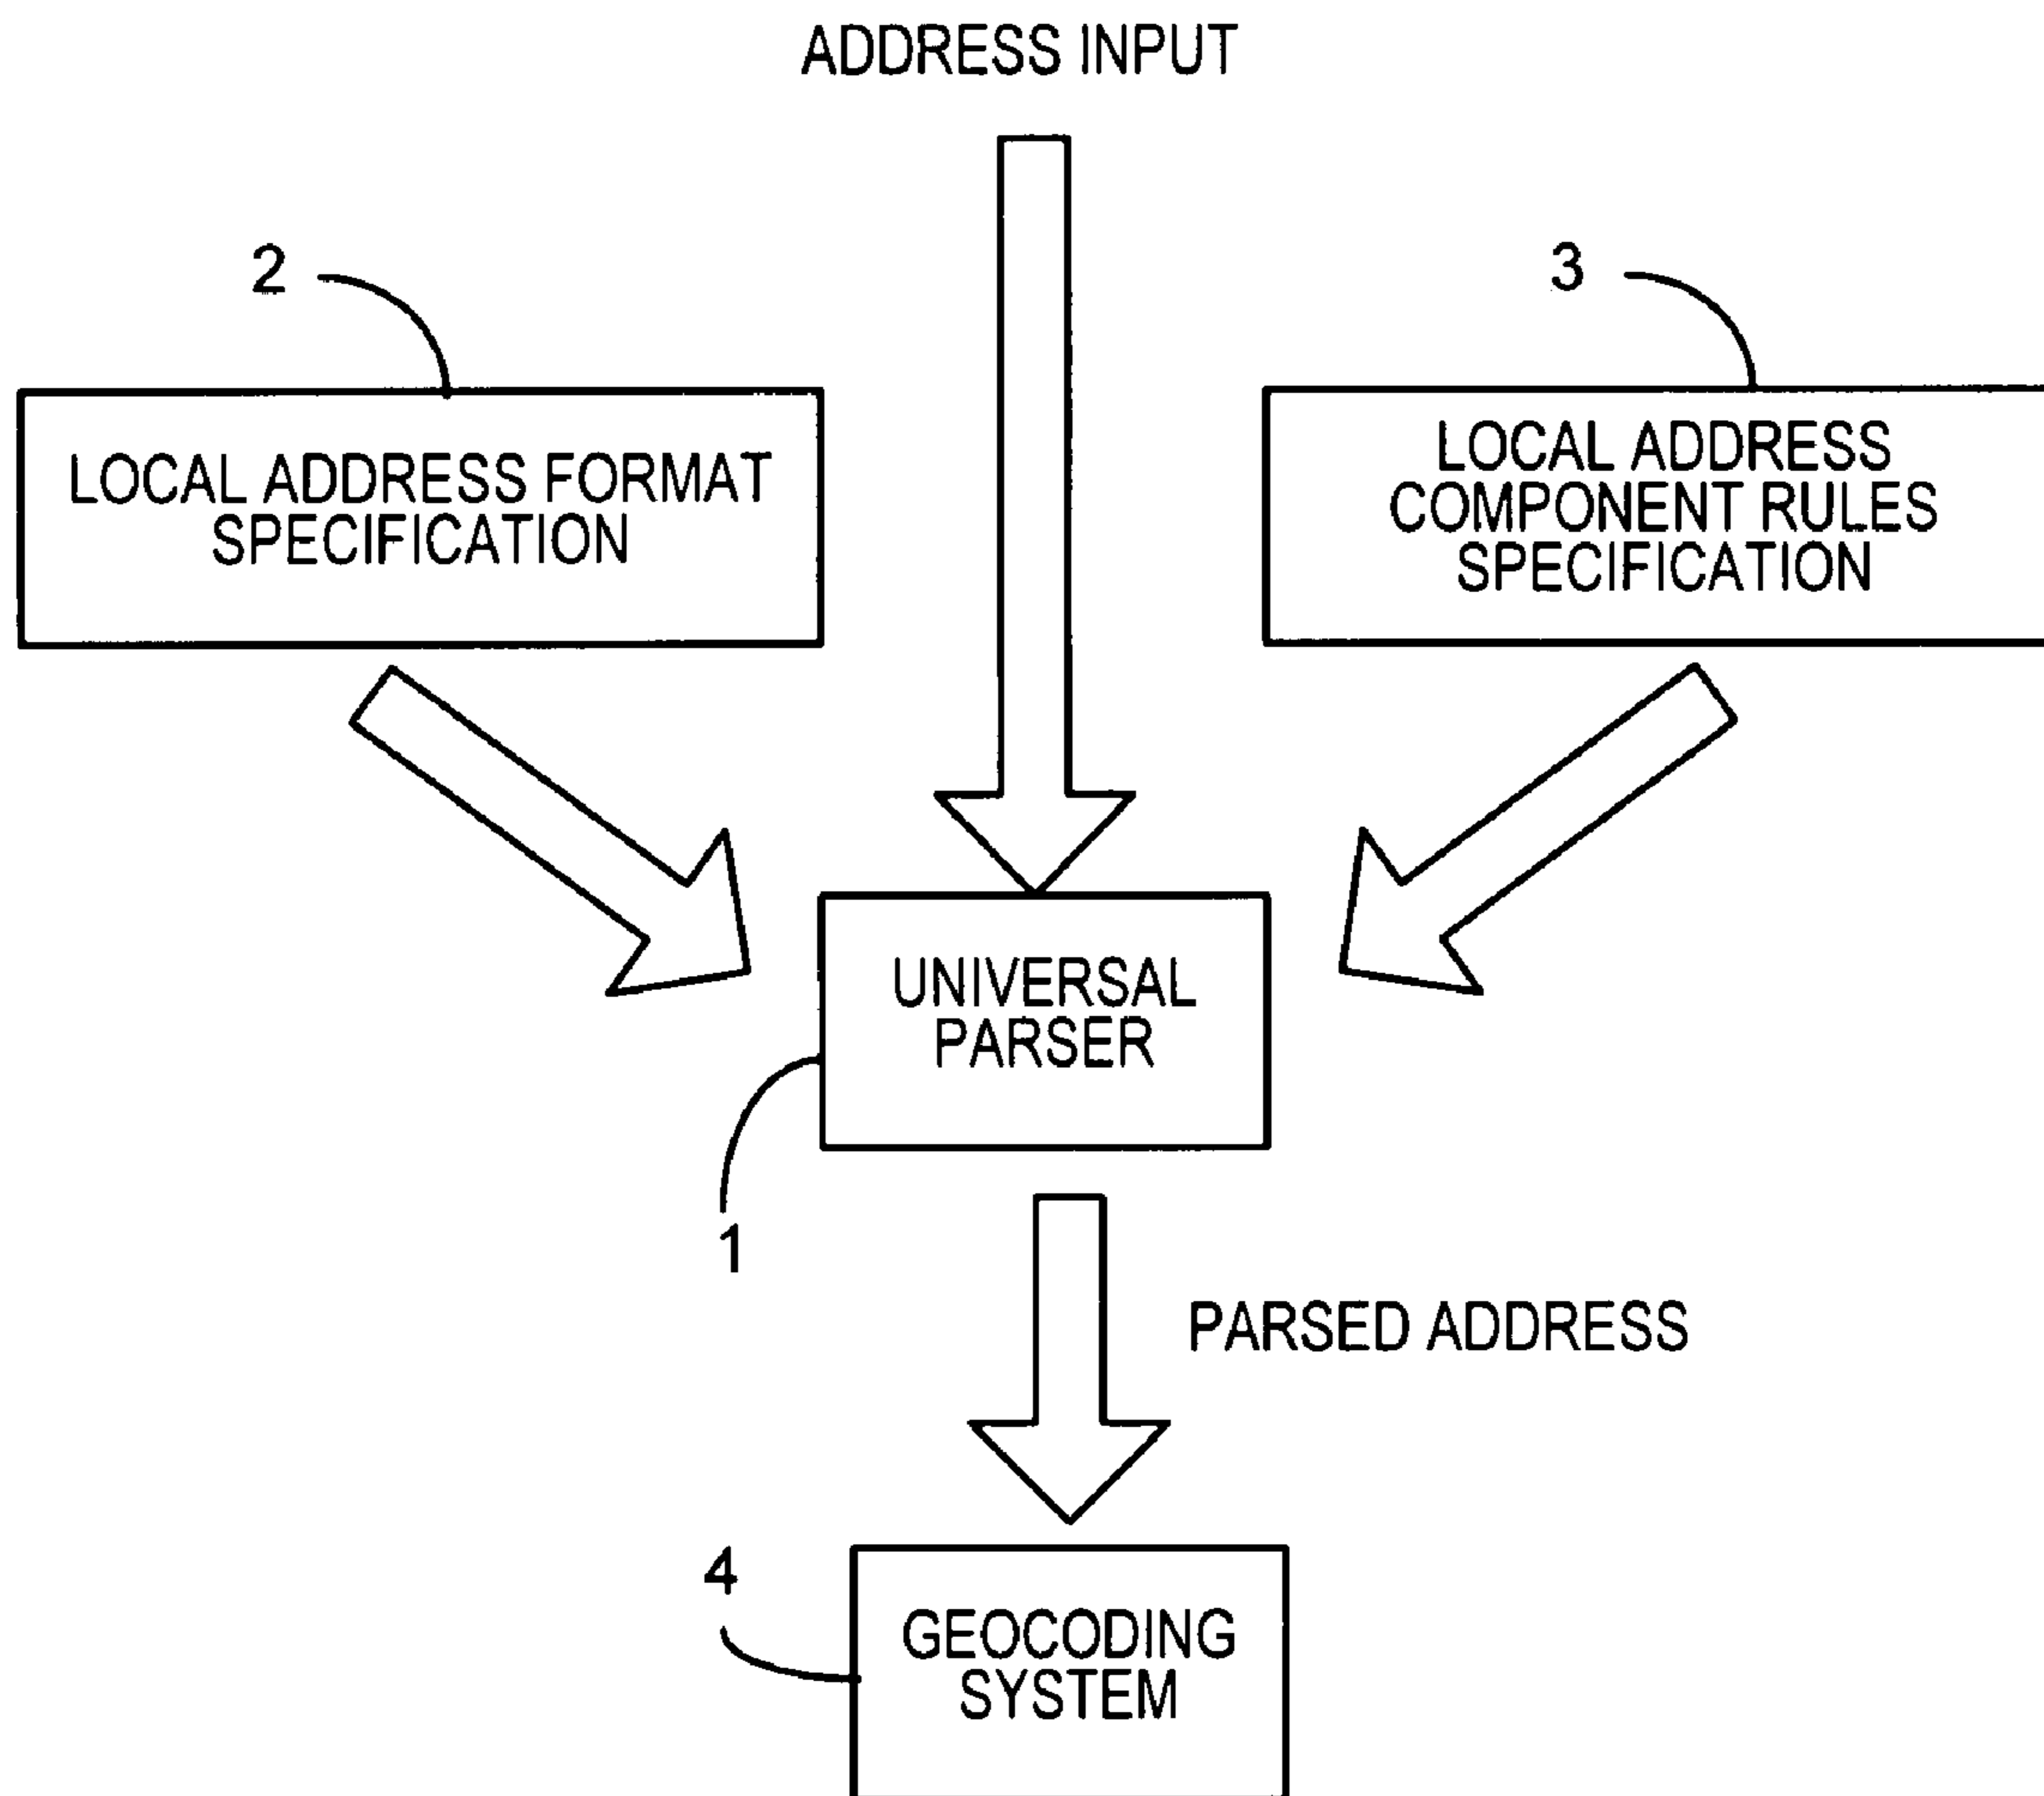 ADDRESS INPUT
2
3
LOCAL ADDRESS FORMAT
SPECIFICATION
LOCAL ADDRESS
COMPONENT RULES
SPECIFICATION
UNIVERSAL
PARSER
1
PARSED ADDRESS
4
GEOCODING
SYSTEM